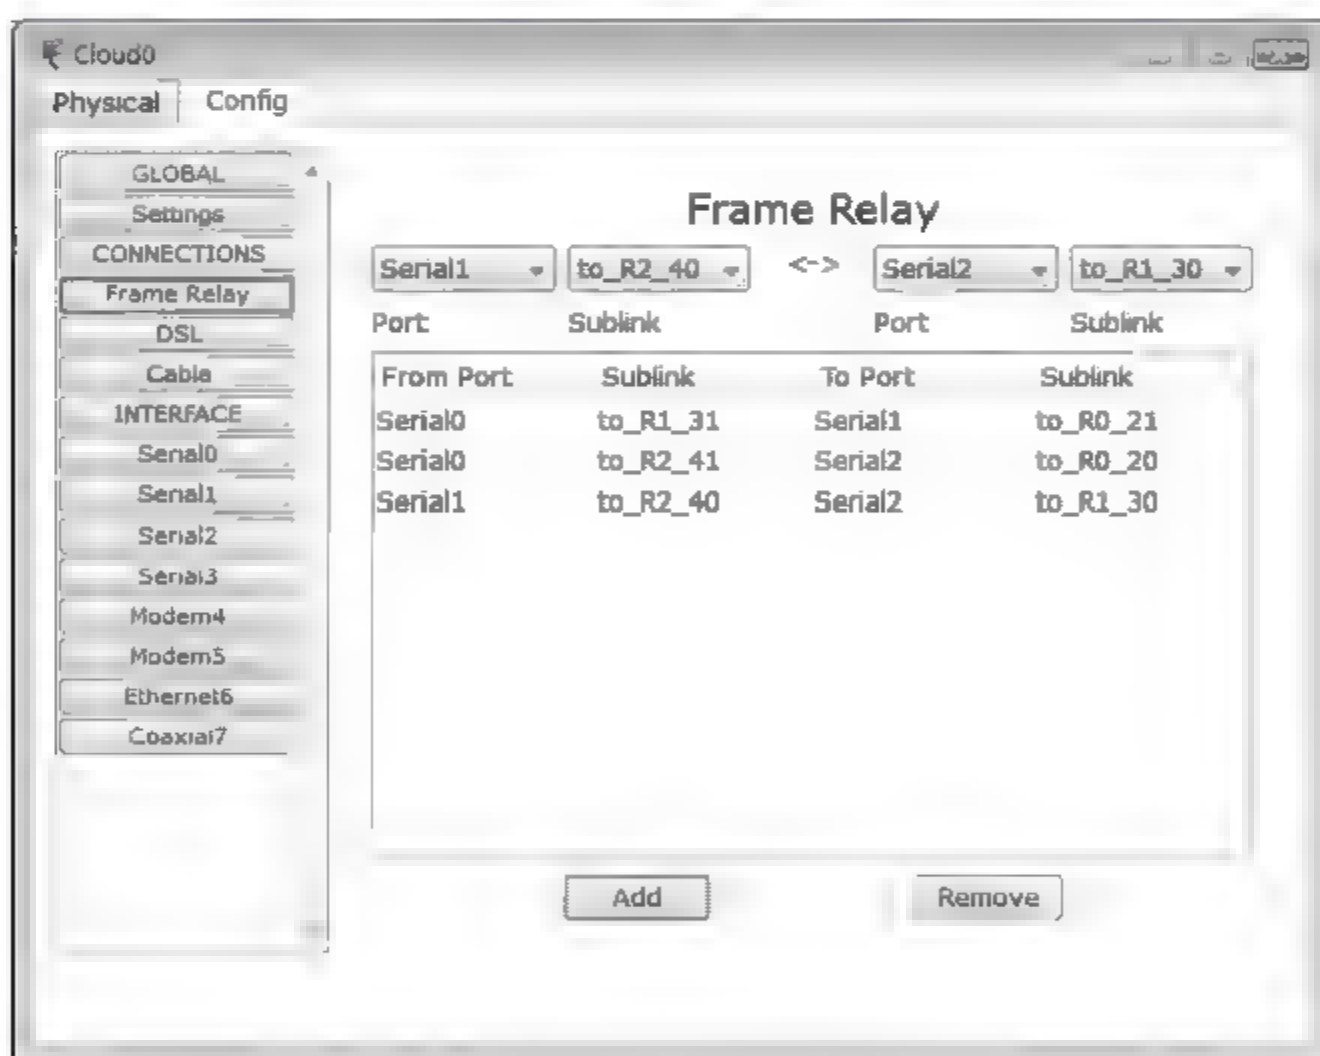 Cloud0
Physical Config
GLOBAL
Settings
CONNECTIONS
Frame Relay
DSL
Cable
INTERFACE
Serial0
Serial1
Serial2
Serial3
Modem4
Modem5
Ethernet6
Coaxial7
Frame Relay
Serial1 to_R2_40 <-> Serial2 to_R1_30
Port Sublink Port Sublink
From Port Sublink To Port Sublink
Serial0 to_R1_31 Serial1 to_R0_21
Serial0 to_R2_41 Serial2 to_R0_20
Serial1 to_R2_40 Serial2 to_R1_30
Add Remove